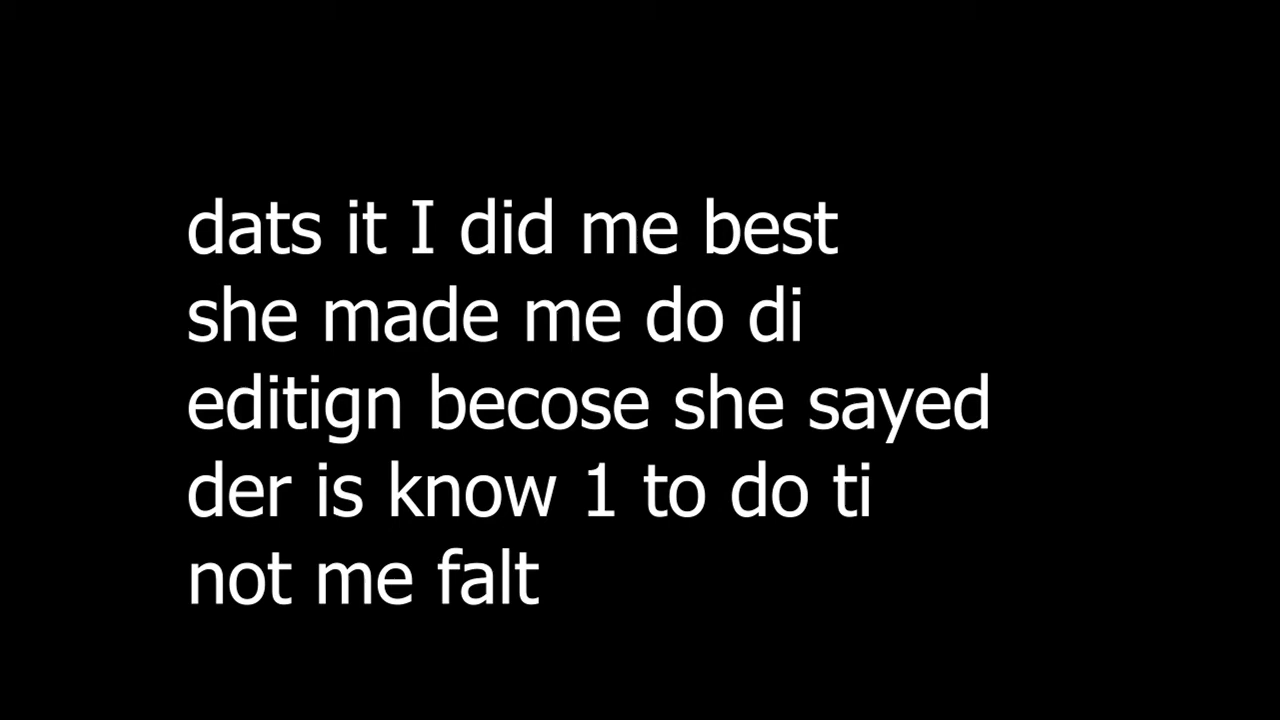 dats it I did me best
she made me do di
editign becose she sayed
der is know 1 to do ti
not me falt